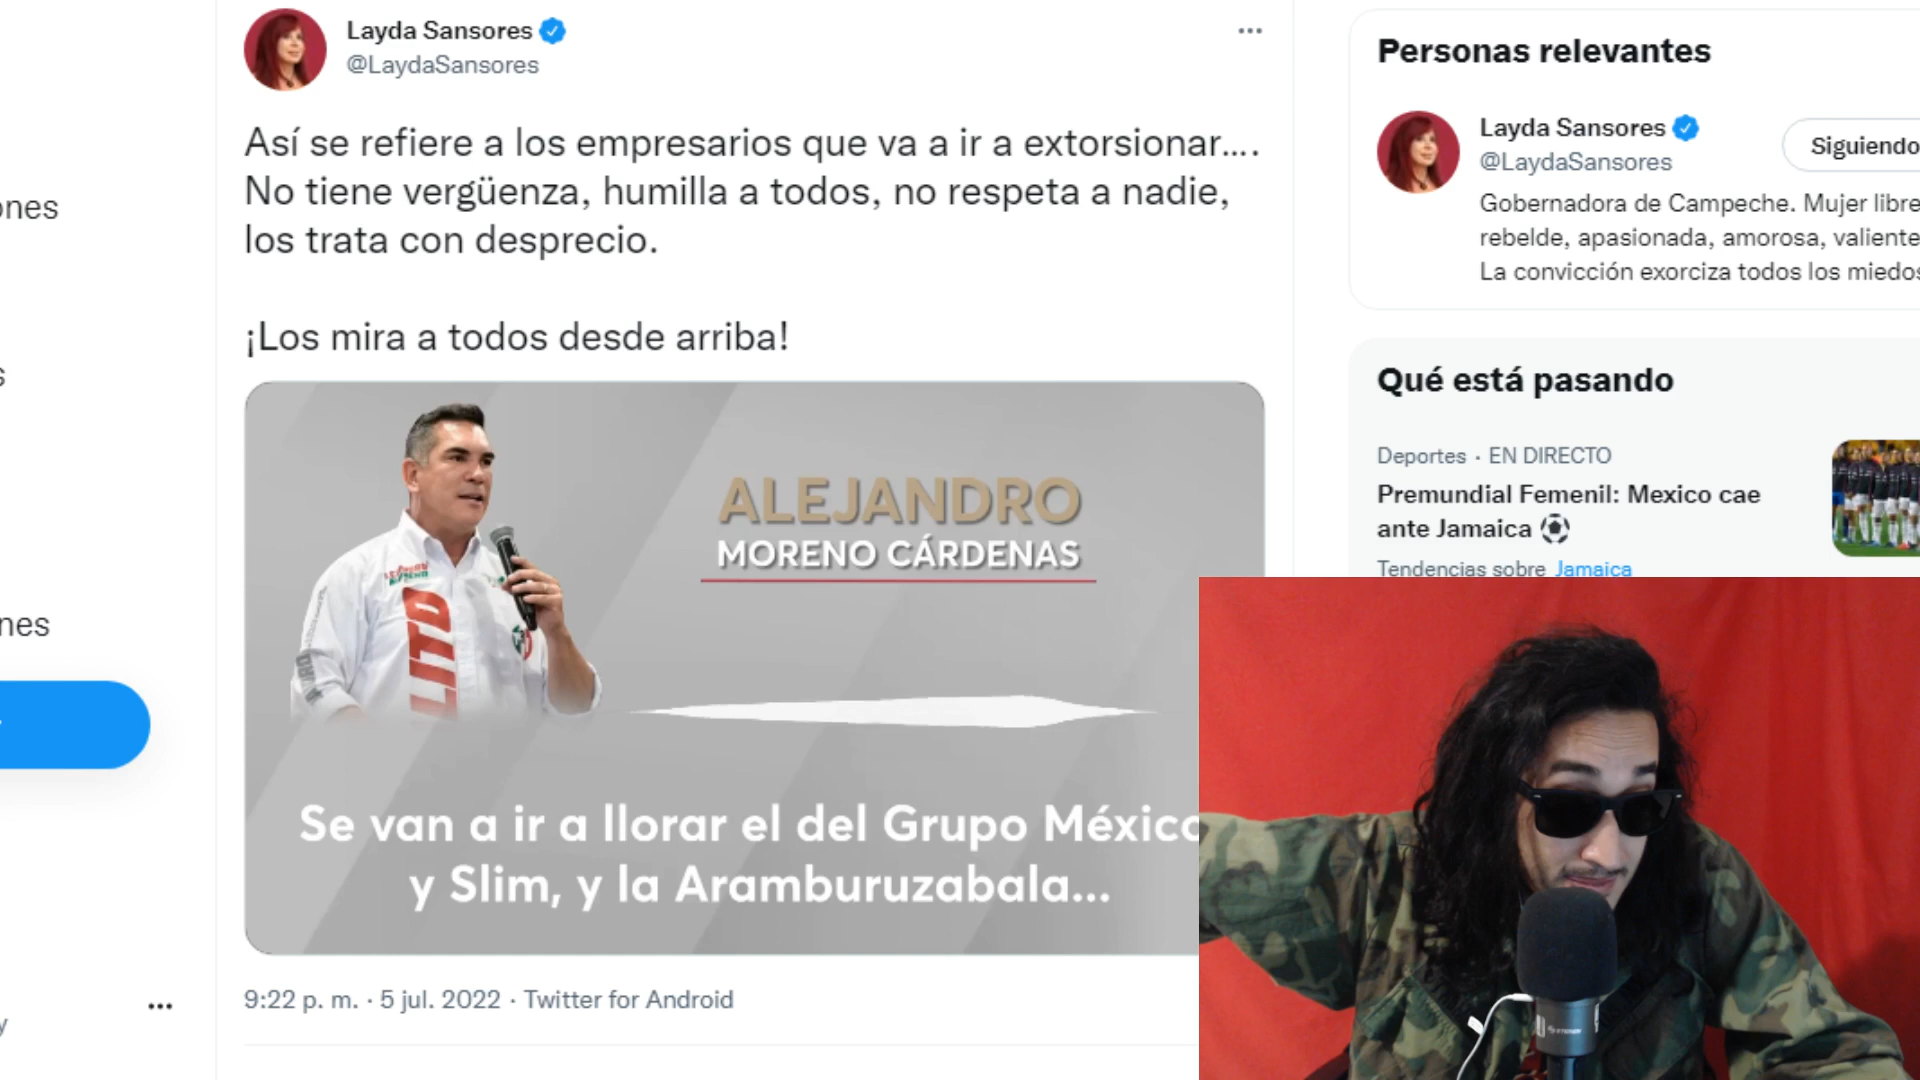 ones
s
nes
y
Layda Sansores
@LaydaSansores
Así se refiere a los empresarios que va a ir a extorsionar....
No tiene vergüenza, humilla a todos, no respeta a nadie,
los trata con desprecio.
¡Los mira a todos desde arriba!
ALEJANDRO
MORENO CÁRDENAS
LITO
Se van a ir a llorar el del Grupo México
y Slim, y la Aramburuzabala...
9:22 p. m. · 5 jul. 2022 · Twitter for Android
Personas relevantes
Layda Sansores
@LaydaSansores
Siguiendo
Gobernadora de Campeche. Mujer libre
rebelde, apasionada, amorosa, valiente
La convicción exorciza todos los miedos
Qué está pasando
Deportes · EN DIRECTO
Premundial Femenil: Mexico cae
ante Jamaica
Tendencias sobre Jamaica